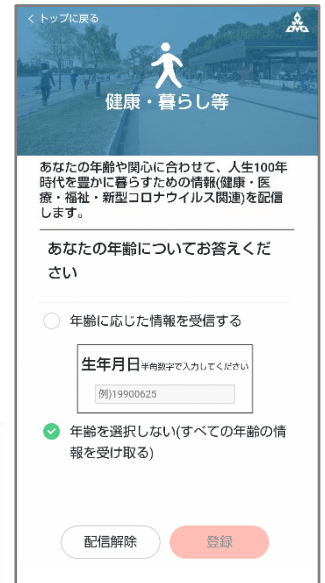 < トップに戻る
健康・暮らし等
あなたの年齢や関心に合わせて、人生100年
時代を豊かに暮らすための情報(健康・医
療・福祉・新型コロナウイルス関連)を配信
します。
あなたの年齢についてお答えくだ
さい
年齢に応じた情報を受信する
生年月日半角数字で入力してください
例)19900625
年齢を選択しない(すべての年齢の情
報を受け取る)
配信解除
登録